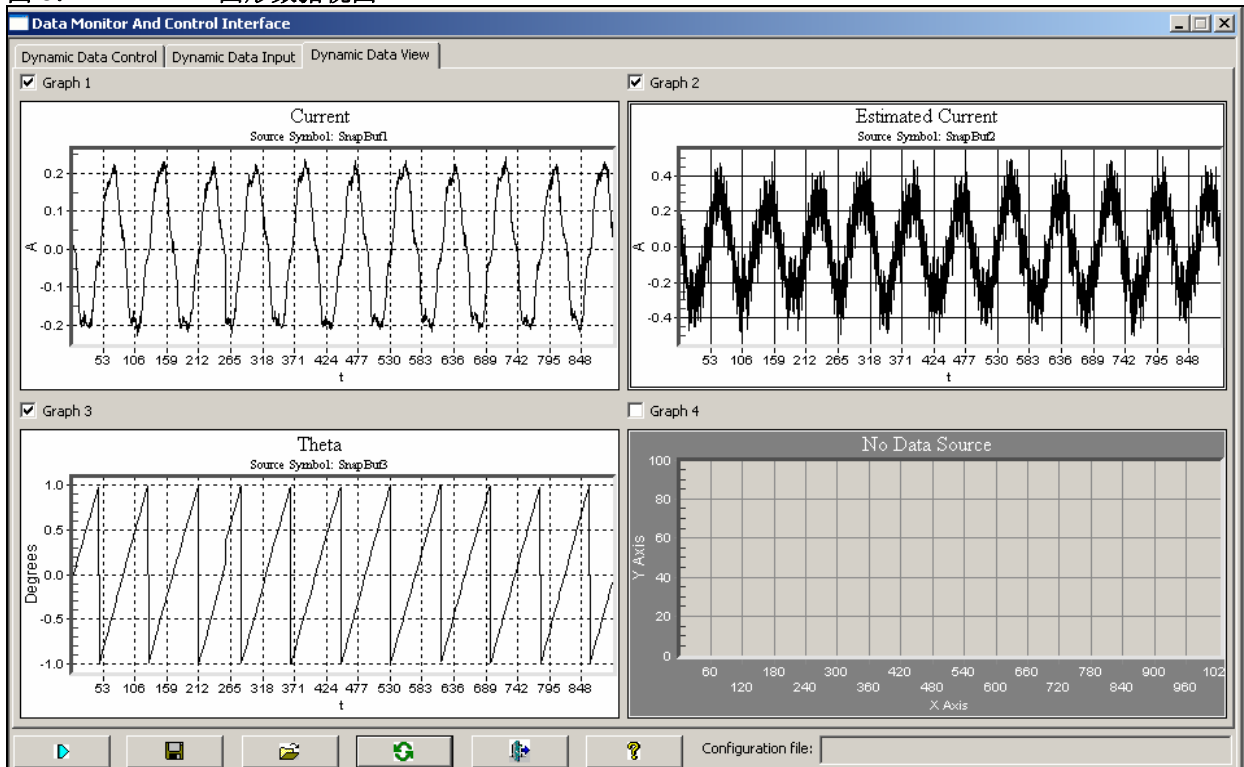 Data Monitor And Control Interface
Dynamic Data Control
Dynamic Data Input
Dynamic Data View
Graph 1
Current
Source Symbol: SnapBuf1
A
0.2
0.1
0.0
-0.1
-0.2
53 106 159 212 265 318 371 424 477 530 583 636 689 742 795 848
t
Graph 2
Estimated Current
Source Symbol: SnapBuf2
A
0.4
0.2
0.0
-0.2
-0.4
53 106 159 212 265 318 371 424 477 530 583 636 689 742 795 848
t
Graph 3
Theta
Source Symbol: SnapBuf3
Degrees
1.0
0.5
0.0
-0.5
-1.0
53 106 159 212 265 318 371 424 477 530 583 636 689 742 795 848
t
Graph 4
No Data Source
Y Axis
100
80
60
40
20
0
60 180 300 420 540 660 780 900 102
120 240 360 480 600 720 840 960
X Axis
Configuration file: